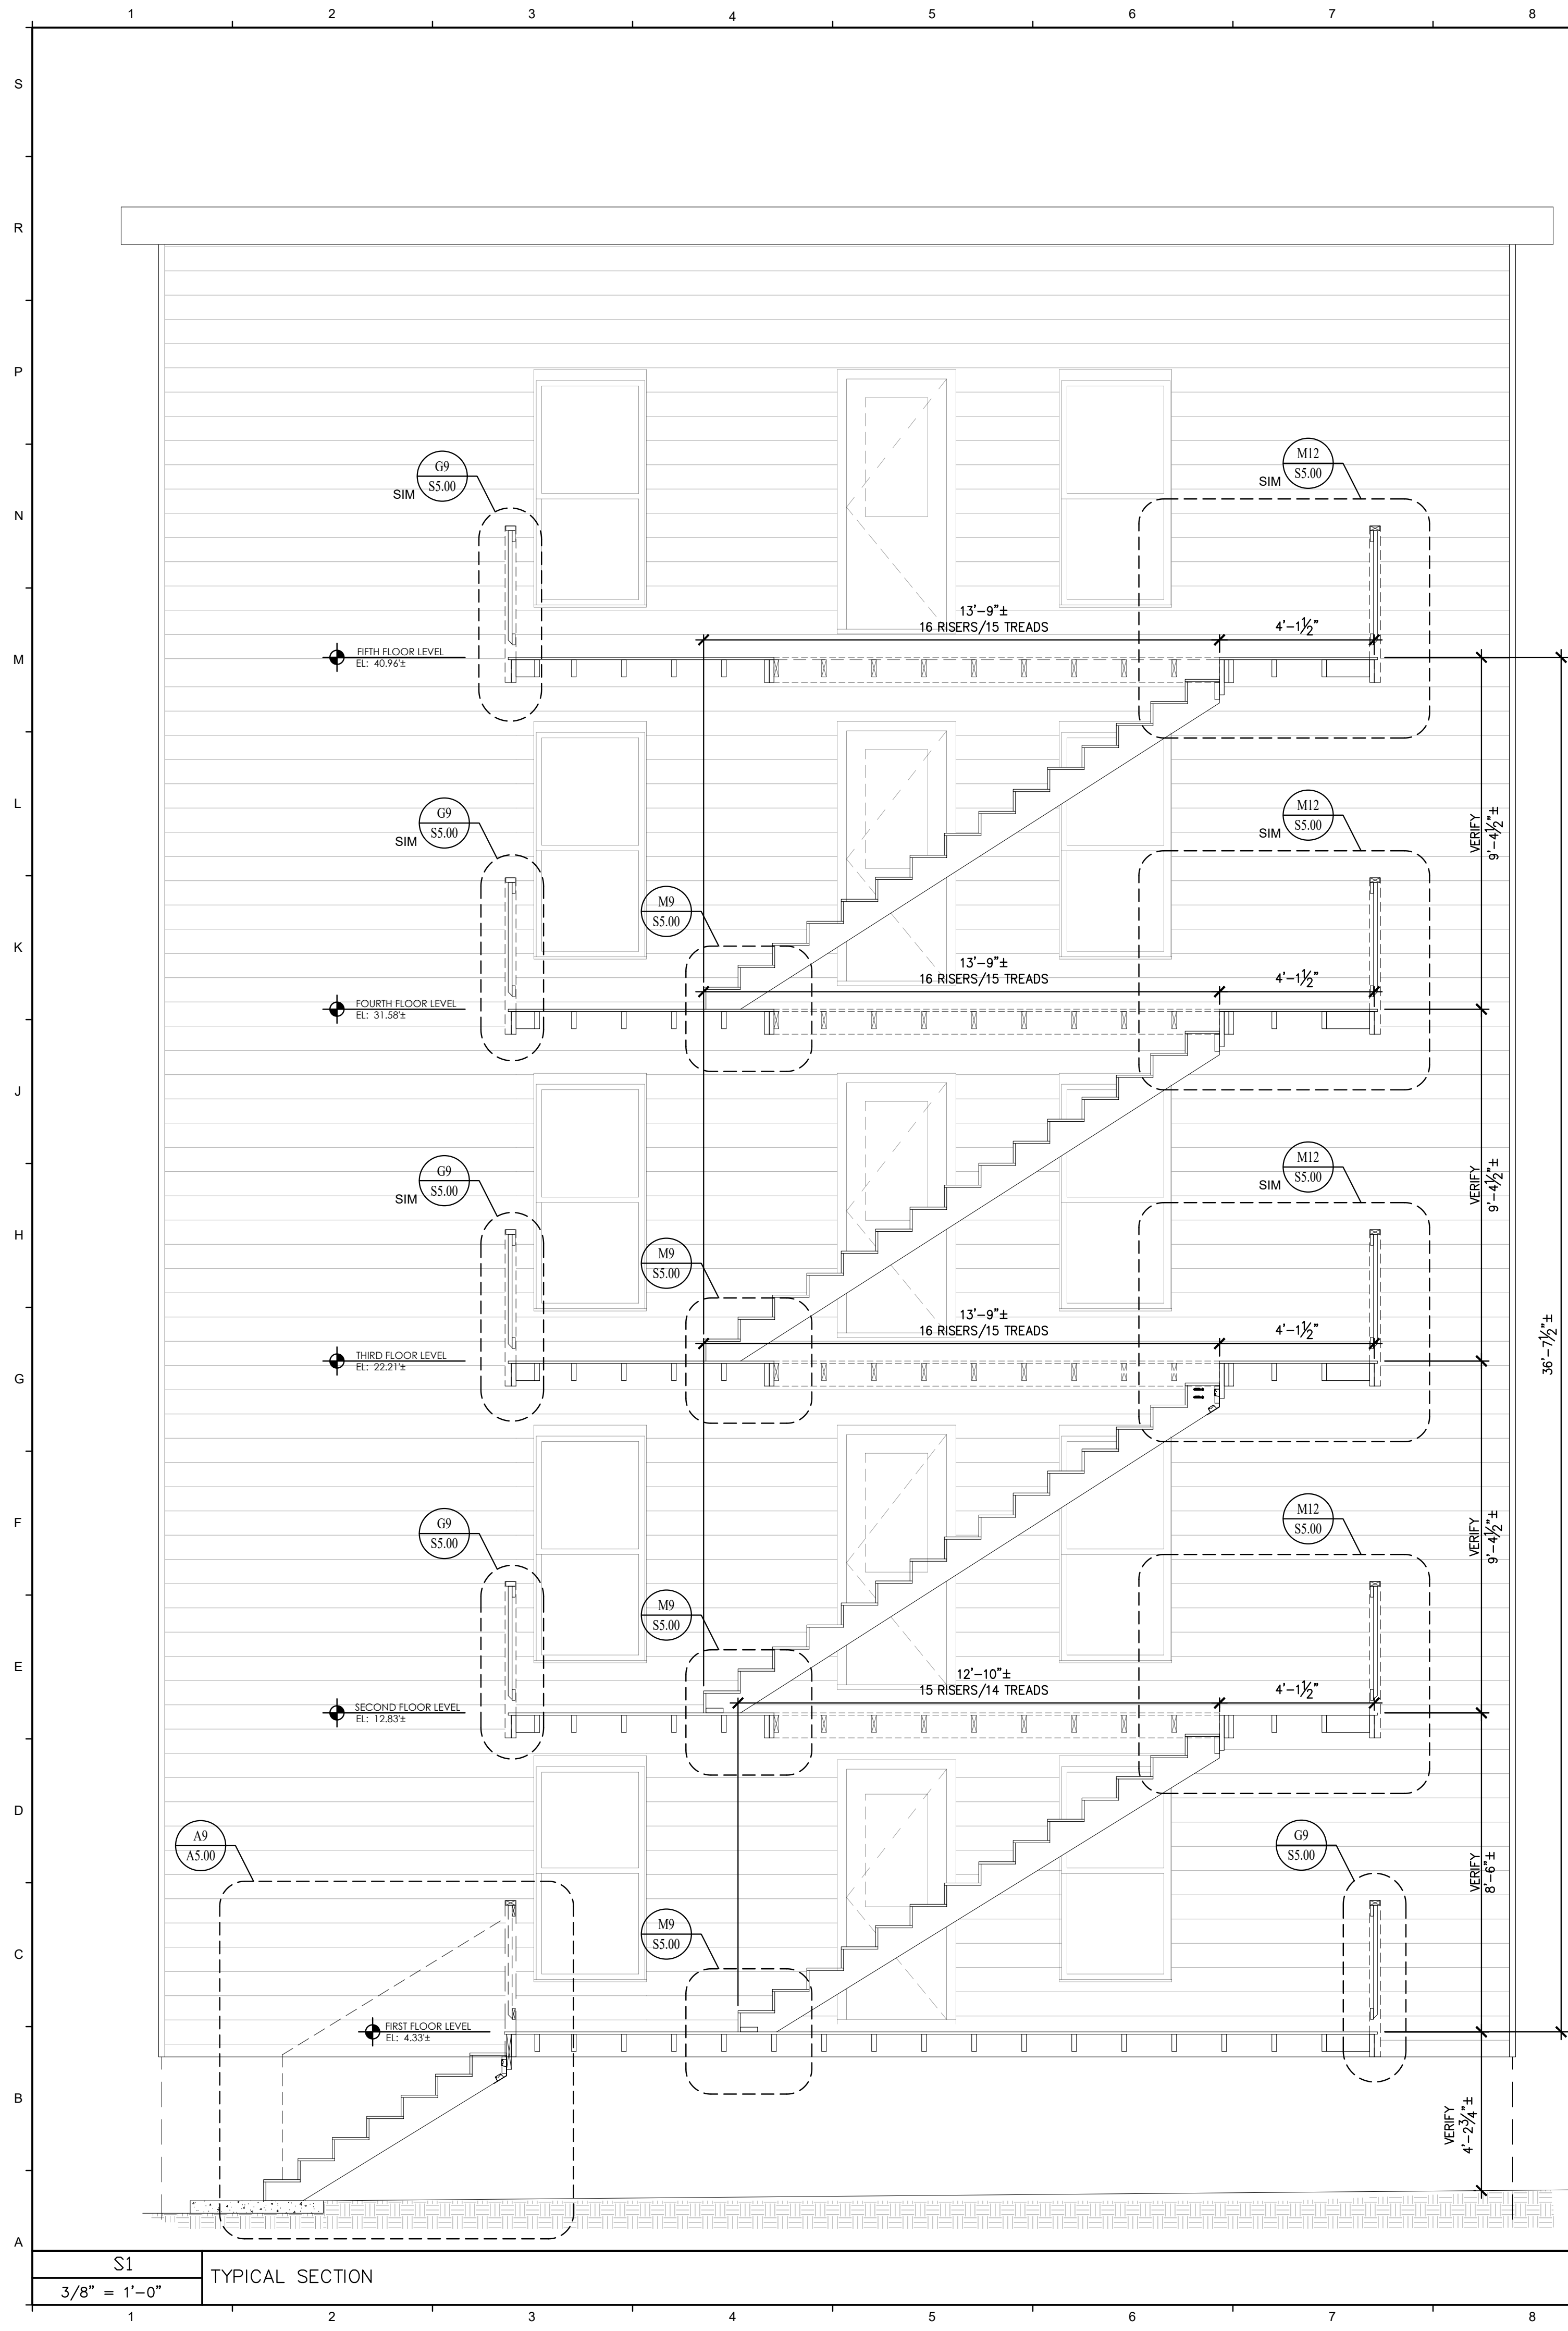 1 2 3 4 5 6 7 8
S
R
P
N
M
L
K
J
H
G
F
E
D
C
B
A
G9
S5.00
SIM
M12
S5.00
SIM
13'-9"±
16 RISERS/15 TREADS
4'-1½"
FIFTH FLOOR LEVEL
EL: 40.96'±
G9
S5.00
SIM
M12
S5.00
SIM
VERIFY
9'-4½"±
M9
S5.00
13'-9"±
16 RISERS/15 TREADS
4'-1½"
FOURTH FLOOR LEVEL
EL: 31.58'±
G9
S5.00
SIM
M12
S5.00
SIM
VERIFY
9'-4½"±
M9
S5.00
13'-9"±
16 RISERS/15 TREADS
4'-1½"
THIRD FLOOR LEVEL
EL: 22.21'±
36'-7½"±
G9
S5.00
M12
S5.00
VERIFY
9'-4½"±
M9
S5.00
12'-10"±
15 RISERS/14 TREADS
4'-1½"
SECOND FLOOR LEVEL
EL: 12.83'±
A9
A5.00
G9
S5.00
VERIFY
8'-6"±
M9
S5.00
FIRST FLOOR LEVEL
EL: 4.33'±
VERIFY
4'-2¾"±
S1
3/8" = 1'-0"
TYPICAL SECTION
1 2 3 4 5 6 7 8